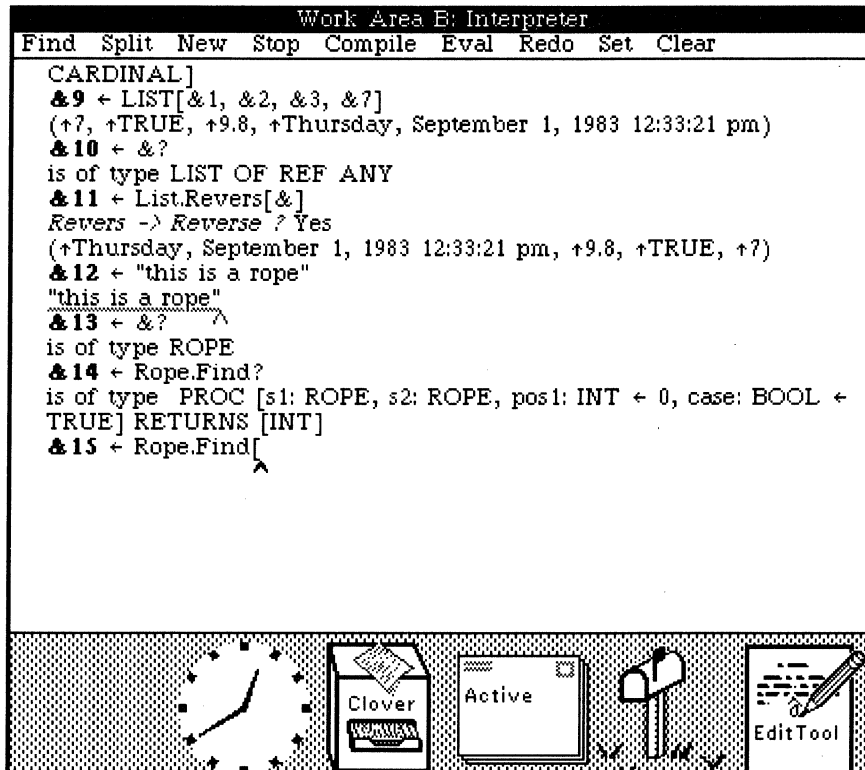 Work Area B: Interpreter
Find Split New Stop Compile Eval Redo Set Clear
CARDINAL]
&9 ← LIST[&1, &2, &3, &7]
(↑7, ↑TRUE, ↑9.8, ↑Thursday, September 1, 1983 12:33:21 pm)
&10 ← &?
is of type LIST OF REF ANY
&11 ← List.Revers[&]
Revers -> Reverse ? Yes
(↑Thursday, September 1, 1983 12:33:21 pm, ↑9.8, ↑TRUE, ↑7)
&12 ← "this is a rope"
"this is a rope"
&13 ← &?
is of type ROPE
&14 ← Rope.Find?
is of type PROC [s1: ROPE, s2: ROPE, pos1: INT ← 0, case: BOOL ←
TRUE] RETURNS [INT]
&15 ← Rope.Find[
Clover
Active
EditTool